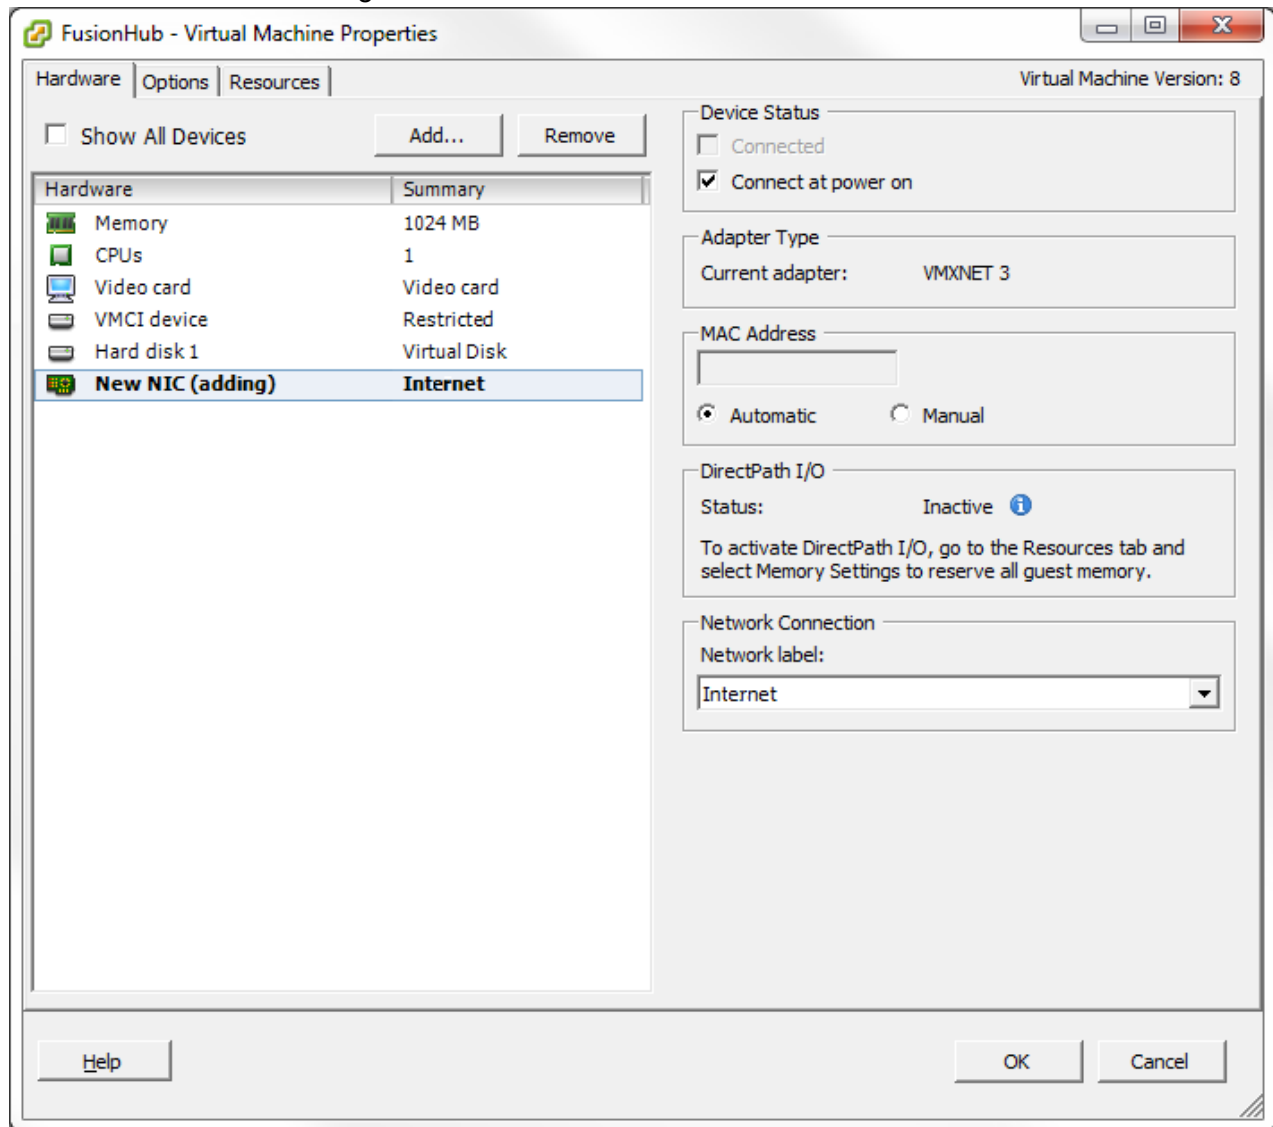 FusionHub - Virtual Machine Properties
Hardware Options Resources Virtual Machine Version: 8
Show All Devices Add... Remove
Hardware Summary
Memory 1024 MB
CPUs 1
Video card Video card
VMCI device Restricted
Hard disk 1 Virtual Disk
New NIC (adding) Internet
Device Status
Connected
Connect at power on
Adapter Type
Current adapter: VMXNET 3
MAC Address
Automatic Manual
DirectPath I/O
Status: Inactive
To activate DirectPath I/O, go to the Resources tab and
select Memory Settings to reserve all guest memory.
Network Connection
Network label:
Internet
Help OK Cancel